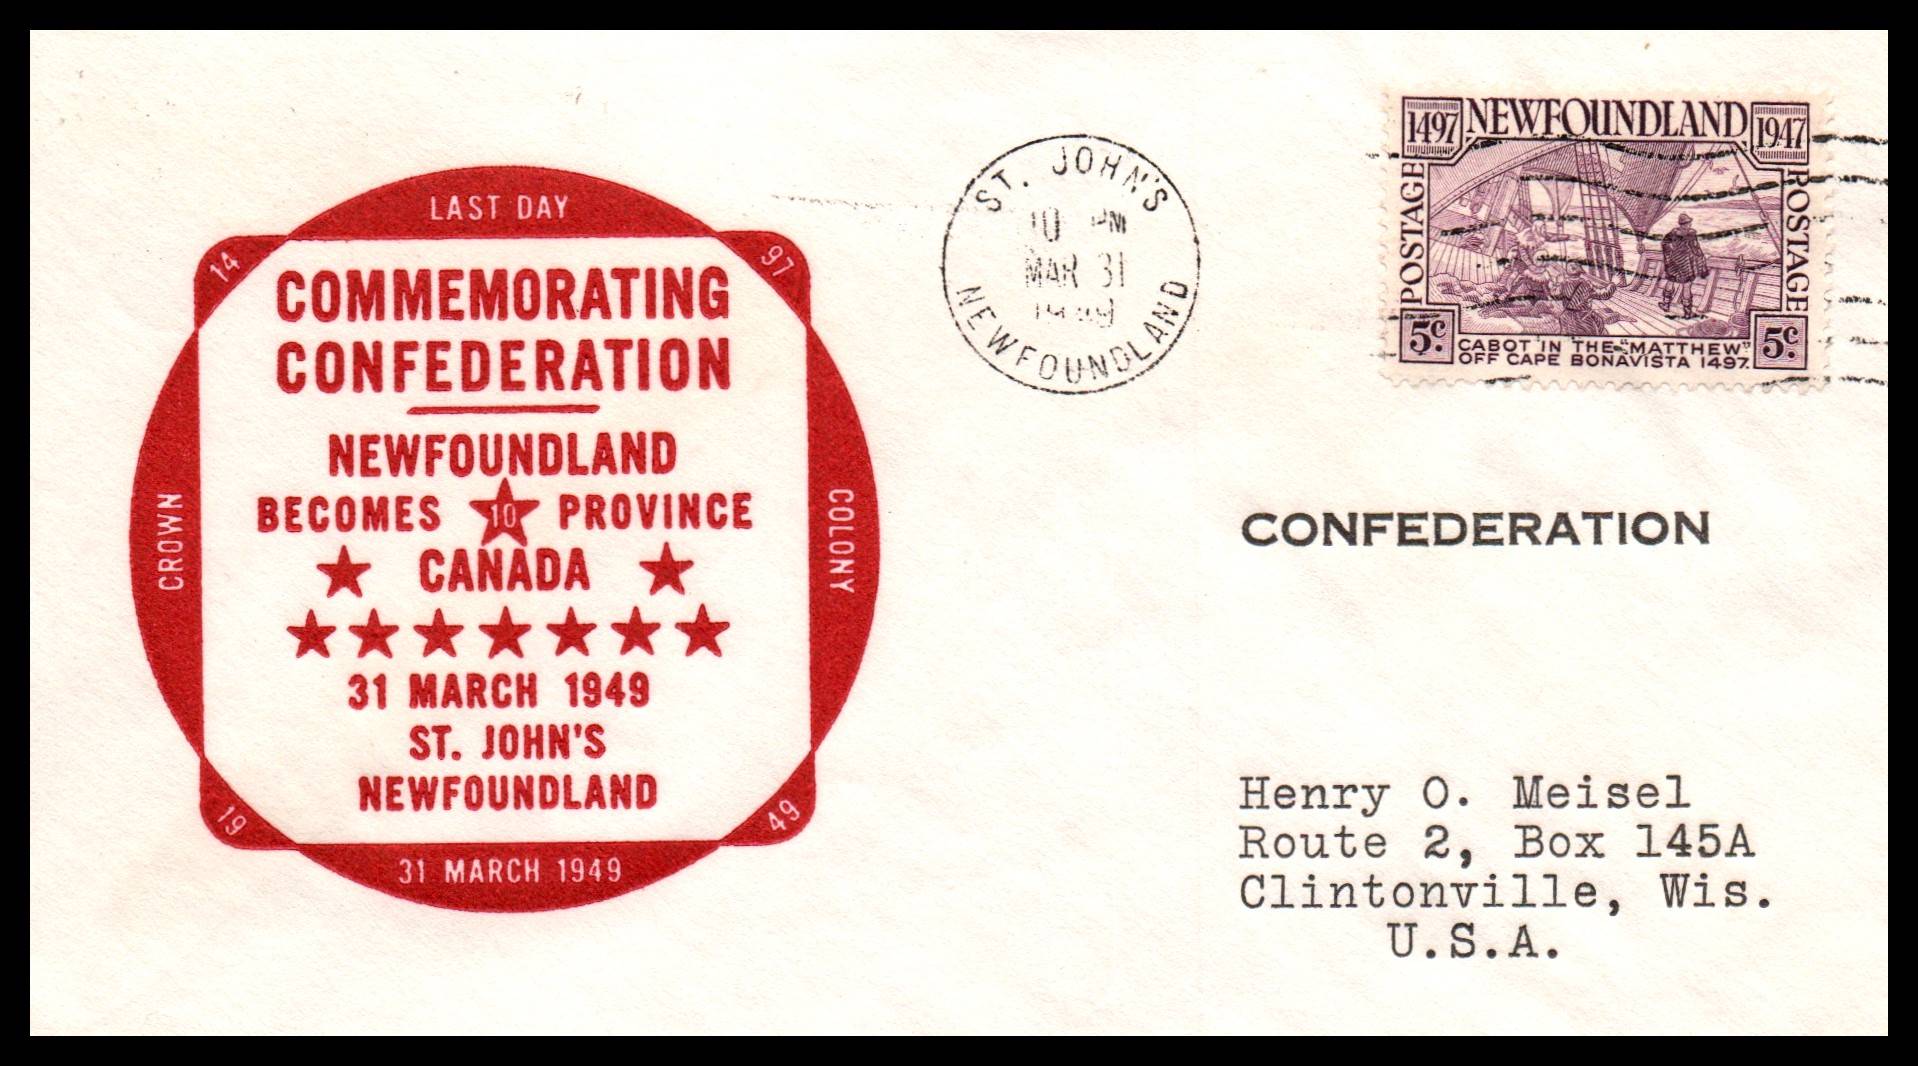 LAST DAY
14
97
COMMEMORATING
CONFEDERATION
NEWFOUNDLAND
BECOMES 10 PROVINCE
CANADA
31 MARCH 1949
ST. JOHN'S
NEWFOUNDLAND
CROWN
COLONY
19
49
31 MARCH 1949
ST. JOHN'S
10 PM
MAR 31
1949
NEWFOUNDLAND
1497 NEWFOUNDLAND 1947
POSTAGE
POSTAGE
5c. CABOT IN THE "MATTHEW" 5c.
OFF CAPE BONAVISTA 1497.
CONFEDERATION
Henry O. Meisel
Route 2, Box 145A
Clintonville, Wis.
U.S.A.